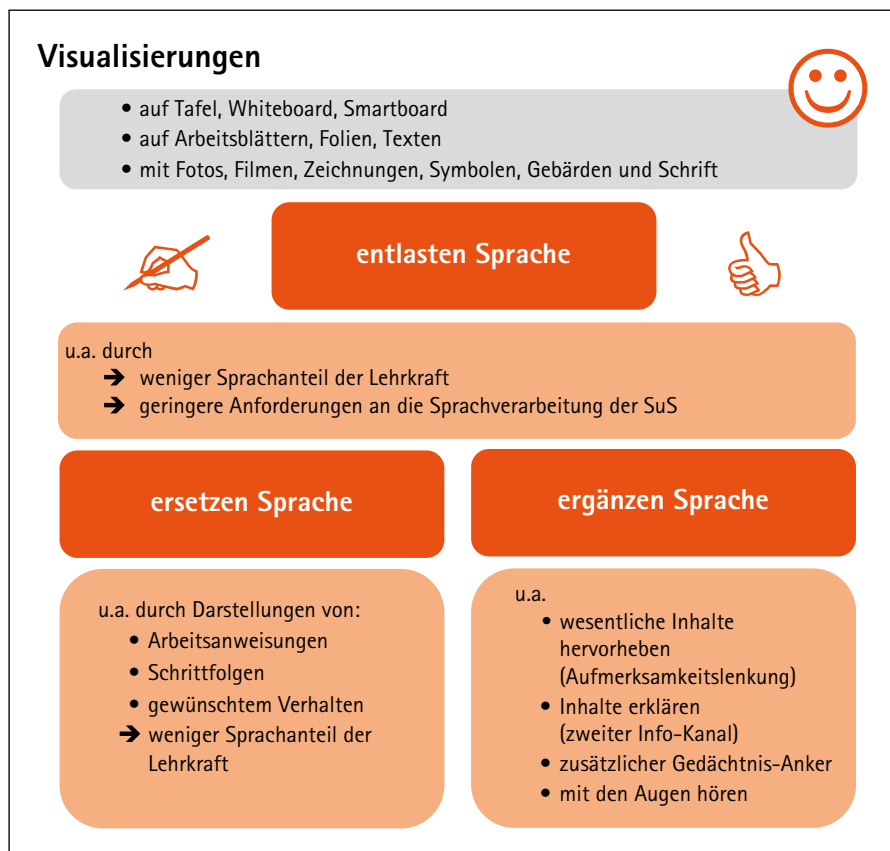 Visualisierungen
• auf Tafel, Whiteboard, Smartboard
• auf Arbeitsblättern, Folien, Texten
• mit Fotos, Filmen, Zeichnungen, Symbolen, Gebärden und Schrift
entlasten Sprache
u.a. durch
➔ weniger Sprachanteil der Lehrkraft
➔ geringere Anforderungen an die Sprachverarbeitung der SuS
ersetzen Sprache
u.a. durch Darstellungen von:
• Arbeitsanweisungen
• Schrittfolgen
• gewünschtem Verhalten
➔ weniger Sprachanteil der
Lehrkraft
ergänzen Sprache
u.a.
• wesentliche Inhalte
hervorheben
(Aufmerksamkeitslenkung)
• Inhalte erklären
(zweiter Info-Kanal)
• zusätzlicher Gedächtnis-Anker
• mit den Augen hören